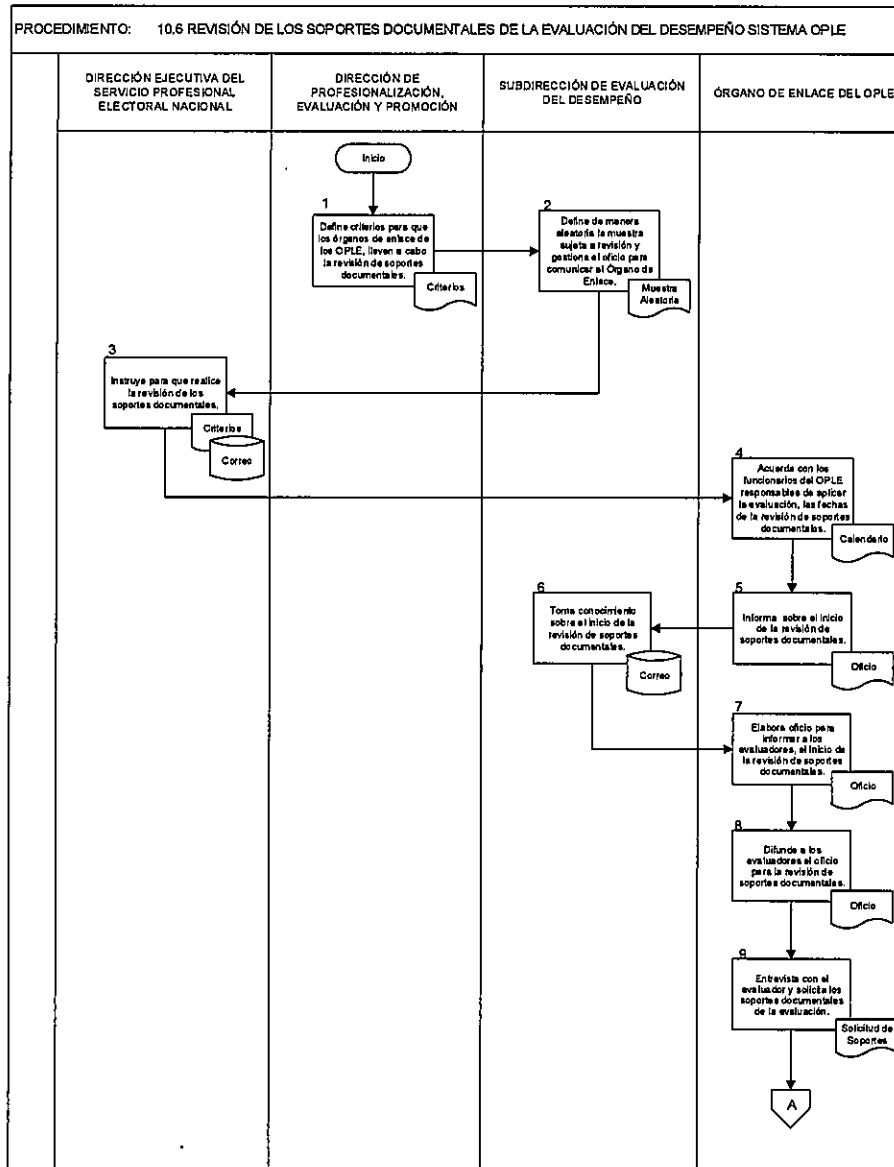 PROCEDIMIENTO: 10.6 REVISIÓN DE LOS SOPORTES DOCUMENTALES DE LA EVALUACIÓN DEL DESEMPEÑO SISTEMA OPLE
DIRECCIÓN EJECUTIVA DEL
SERVICIO PROFESIONAL
ELECTORAL NACIONAL
DIRECCIÓN DE
PROFESIONALIZACIÓN,
EVALUACIÓN Y PROMOCIÓN
SUBDIRECCIÓN DE EVALUACIÓN
DEL DESEMPEÑO
ÓRGANO DE ENLACE DEL OPLE
Inicio
1
Define criterios para que
los órganos de enlace de
los OPLE, lleven a cabo
la revisión de soportes
documentales.
Criterios
2
Define de manera
aleatoria la muestra
sujeta a revisión y
gestiona el oficio para
comunicar al Órgano de
Enlace.
Muestra
Aleatoria
3
Instruye para que realice
la revisión de los
soportes documentales.
Criterios
Correo
4
Acuerda con los
funcionarios del OPLE
responsables de aplicar
la evaluación, las fechas
de la revisión de soportes
documentales.
Calendario
5
Informa sobre el inicio
de la revisión de
soportes documentales.
Oficio
6
Toma conocimiento
sobre el inicio de la
revisión de soportes
documentales.
Correo
7
Elabora oficio para
informar a los
evaluadores, el inicio de
la revisión de soportes
documentales.
Oficio
8
Difunde a los
evaluadores el oficio
para la revisión de
soportes documentales.
Oficio
9
Entrevista con el
evaluador y solicita los
soportes documentales
de la evaluación.
Solicitud de
Soportes
A